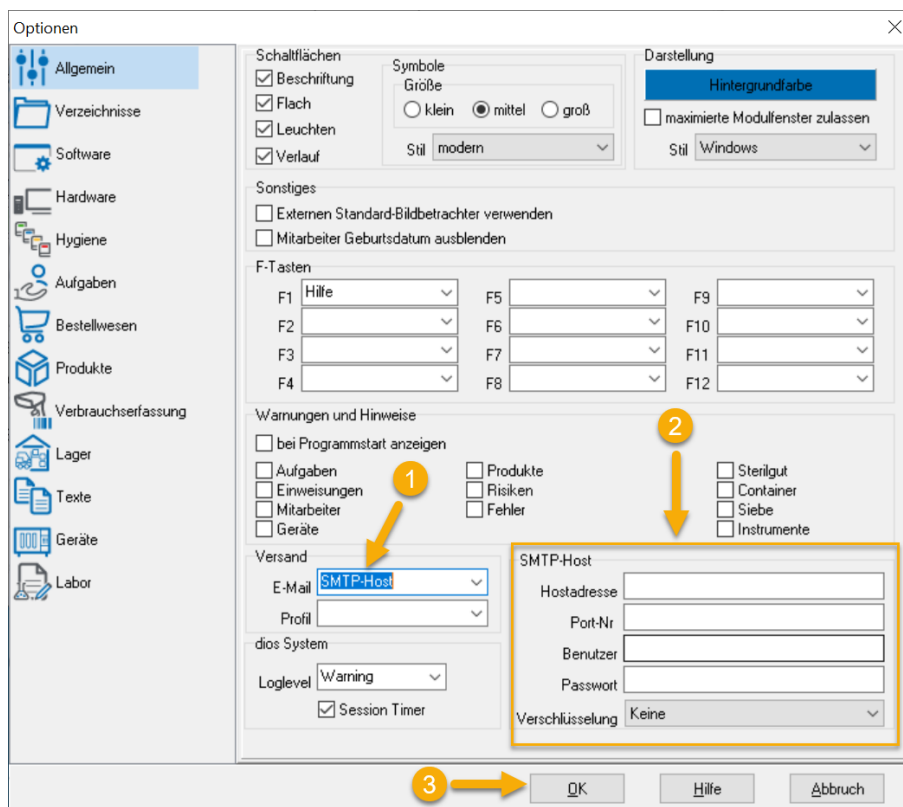 Optionen
Allgemein
Verzeichnisse
Software
Hardware
Hygiene
Aufgaben
Bestellwesen
Produkte
Verbrauchserfassung
Lager
Texte
Geräte
Labor
Schaltflächen
Beschriftung
Flach
Leuchten
Verlauf
Symbole
Größe
klein mittel groß
Stil modern
Darstellung
Hintergrundfarbe
maximierte Modulfenster zulassen
Stil Windows
Sonstiges
Externen Standard-Bildbetrachter verwenden
Mitarbeiter Geburtsdatum ausblenden
F-Tasten
F1 Hilfe F5 F9
F2 F6 F10
F3 F7 F11
F4 F8 F12
Warnungen und Hinweise
bei Programmstart anzeigen
Aufgaben Produkte Sterilgut
Einweisungen Risiken Container
Mitarbeiter Fehler Siebe
Geräte Instrumente
1
2
Versand
E-Mail SMTP-Host
Profil
dios System
Loglevel Warning
Session Timer
SMTP-Host
Hostadresse
Port-Nr
Benutzer
Passwort
Verschlüsselung Keine
3
OK Hilfe Abbruch